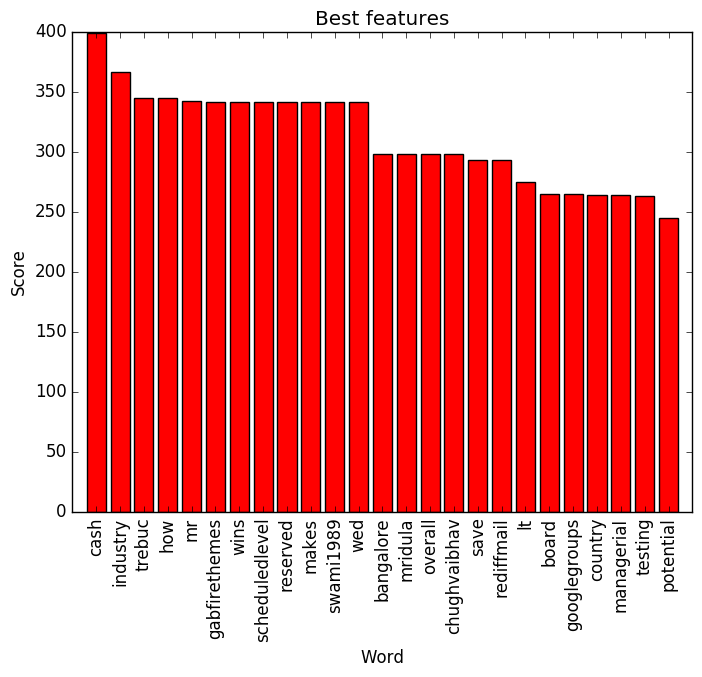 Best features
400
350
300
250
200
150
100
50
0
Score
cash
industry
trebuc
how
mr
gabfirethemes
wins
scheduledlevel
reserved
makes
swami1989
wed
bangalore
mridula
overall
chughvaibhav
save
rediffmail
lt
board
googlegroups
country
managerial
testing
potential
Word